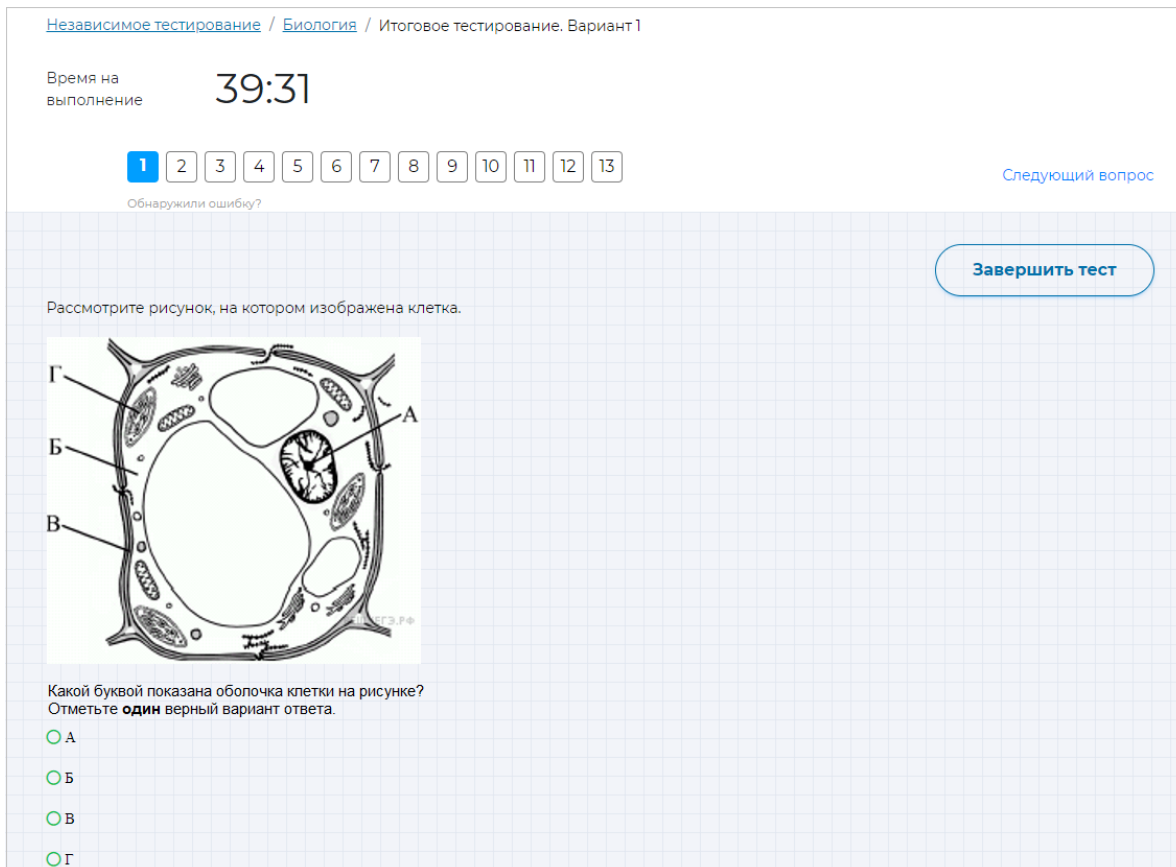 Независимое тестирование / Биология / Итоговое тестирование. Вариант 1
Время на
выполнение
39:31
1 2 3 4 5 6 7 8 9 10 11 12 13
Следующий вопрос
Обнаружили ошибку?
Завершить тест
Рассмотрите рисунок, на котором изображена клетка.
Г
А
Б
В
ЕГЭ.РФ
Какой буквой показана оболочка клетки на рисунке?
Отметьте один верный вариант ответа.
А
Б
В
Г